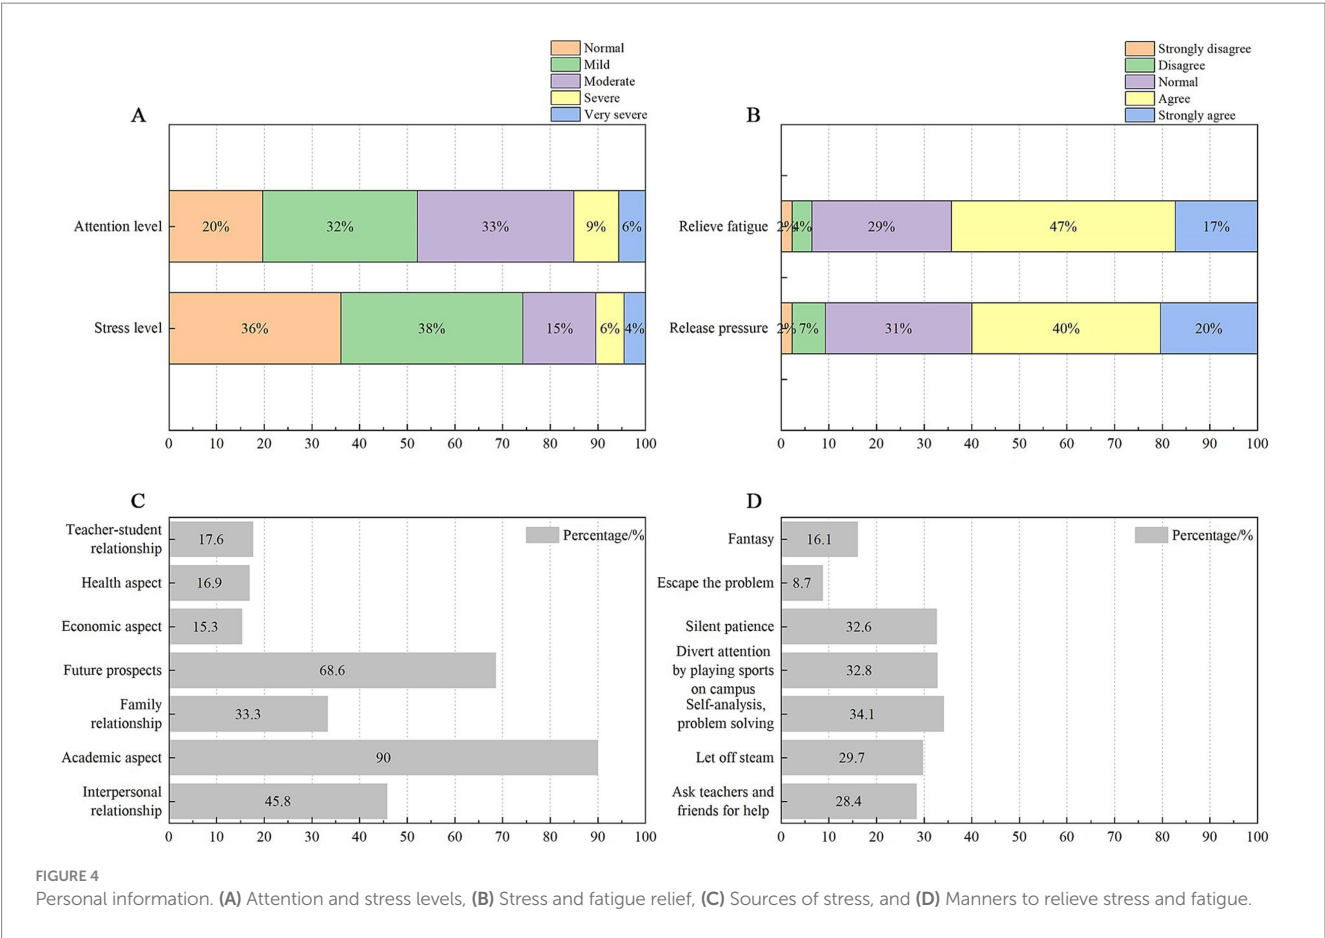 A
Normal
Mild
Moderate
Severe
Very severe
Attention level
20%
32%
33%
9%
6%
Stress level
36%
38%
15%
6%
4%
0 10 20 30 40 50 60 70 80 90 100
B
Strongly disagree
Disagree
Normal
Agree
Strongly agree
Relieve fatigue
2%
4%
29%
47%
17%
Release pressure
2%
7%
31%
40%
20%
0 10 20 30 40 50 60 70 80 90 100
C
Percentage/%
Teacher-student
relationship
17.6
Health aspect
16.9
Economic aspect
15.3
Future prospects
68.6
Family
relationship
33.3
Academic aspect
90
Interpersonal
relationship
45.8
0 10 20 30 40 50 60 70 80 90 100
D
Percentage/%
Fantasy
16.1
Escape the problem
8.7
Silent patience
32.6
Divert attention
by playing sports
on campus
32.8
Self-analysis,
problem solving
34.1
Let off steam
29.7
Ask teachers and
friends for help
28.4
0 10 20 30 40 50 60 70 80 90 100
FIGURE 4
Personal information. (A) Attention and stress levels, (B) Stress and fatigue relief, (C) Sources of stress, and (D) Manners to relieve stress and fatigue.